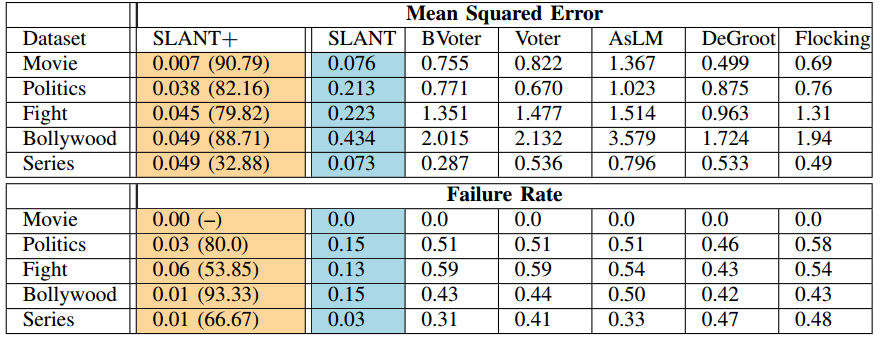 Mean Squared Error
Dataset SLANT+ SLANT BVoter Voter AsLM DeGroot Flocking
Movie 0.007 (90.79) 0.076 0.755 0.822 1.367 0.499 0.69
Politics 0.038 (82.16) 0.213 0.771 0.670 1.023 0.875 0.76
Fight 0.045 (79.82) 0.223 1.351 1.477 1.514 0.963 1.31
Bollywood 0.049 (88.71) 0.434 2.015 2.132 3.579 1.724 1.94
Series 0.049 (32.88) 0.073 0.287 0.536 0.796 0.533 0.49
Failure Rate
Movie 0.00 (–) 0.0 0.0 0.0 0.0 0.0 0.0
Politics 0.03 (80.0) 0.15 0.51 0.51 0.51 0.46 0.58
Fight 0.06 (53.85) 0.13 0.59 0.59 0.54 0.43 0.54
Bollywood 0.01 (93.33) 0.15 0.43 0.44 0.50 0.42 0.43
Series 0.01 (66.67) 0.03 0.31 0.41 0.33 0.47 0.48